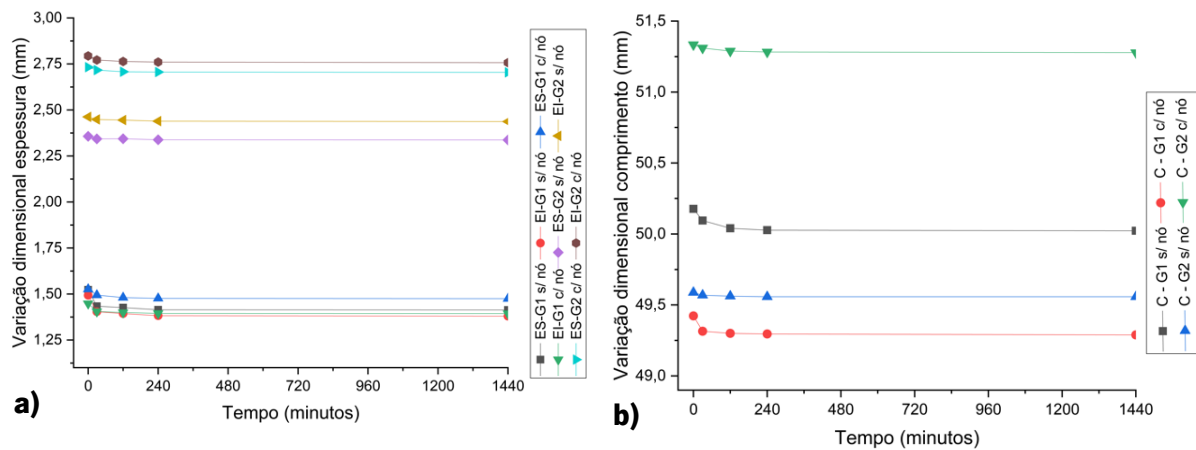 Variação dimensional espessura (mm)
3,00
2,75
2,50
2,25
2,00
1,75
1,50
1,25
0 240 480 720 960 1200 1440
Tempo (minutos)
ES-G1 s/ nó EI-G1 s/ nó ES-G1 c/ nó
EI-G1 c/ nó ES-G2 s/ nó EI-G2 s/ nó
ES-G2 c/ nó EI-G2 c/ nó
a)
Variação dimensional comprimento (mm)
51,5
51,0
50,5
50,0
49,5
49,0
0 240 480 720 960 1200 1440
Tempo (minutos)
C - G1 s/ nó C - G1 c/ nó
C - G2 s/ nó C - G2 c/ nó
b)